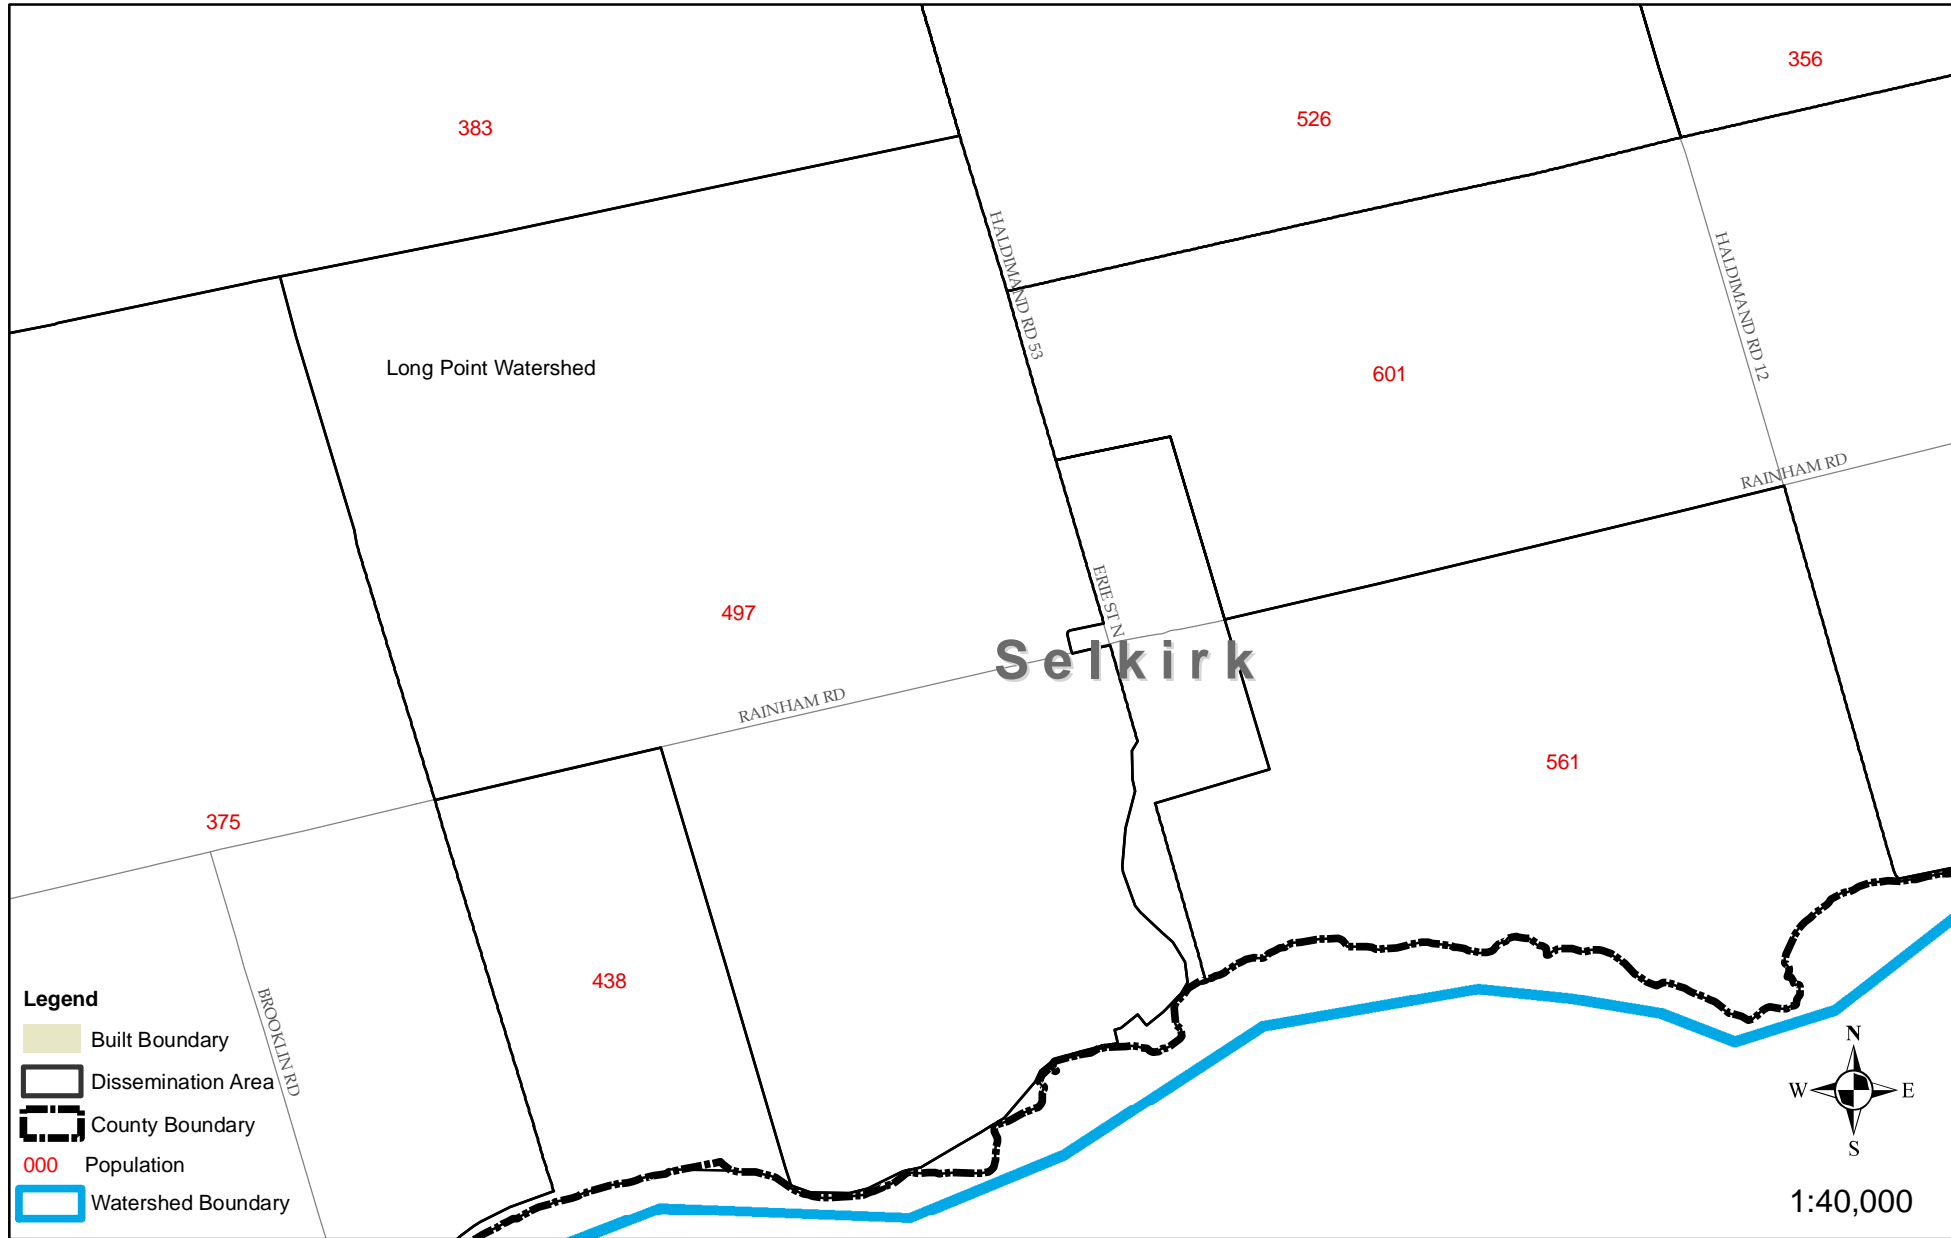 356
383
526
HALDIMAND RD 53
HALDIMAND RD 12
Long Point Watershed
601
RAINHAM RD
ERIE ST N
497
Selkirk
RAINHAM RD
561
375
438
BROOKLIN RD
Legend
Built Boundary
Dissemination Area
County Boundary
000 Population
Watershed Boundary
N
W E
S
1:40,000